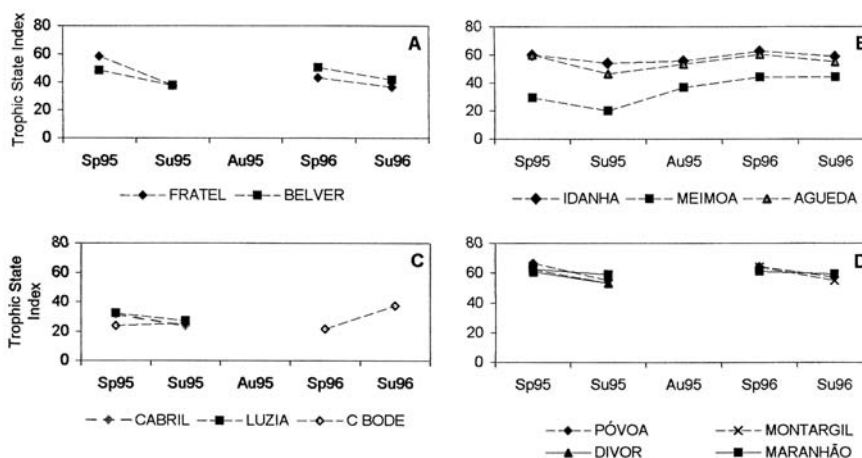 Trophic State Index
80
60
40
20
0
A
Sp95 Su95 Au95 Sp96 Su96
FRATEL BELVER
80
60
40
20
0
B
Sp95 Su95 Au95 Sp96 Su96
IDANHA MEIMOA AGUEDA
Trophic State
Index
80
60
40
20
0
C
Sp95 Su95 Au95 Sp96 Su96
CABRIL LUZIA C BODE
80
60
40
20
0
D
Sp95 Su95 Au95 Sp96 Su96
PÓVOA MONTARGIL
DIVOR MARANHÃO